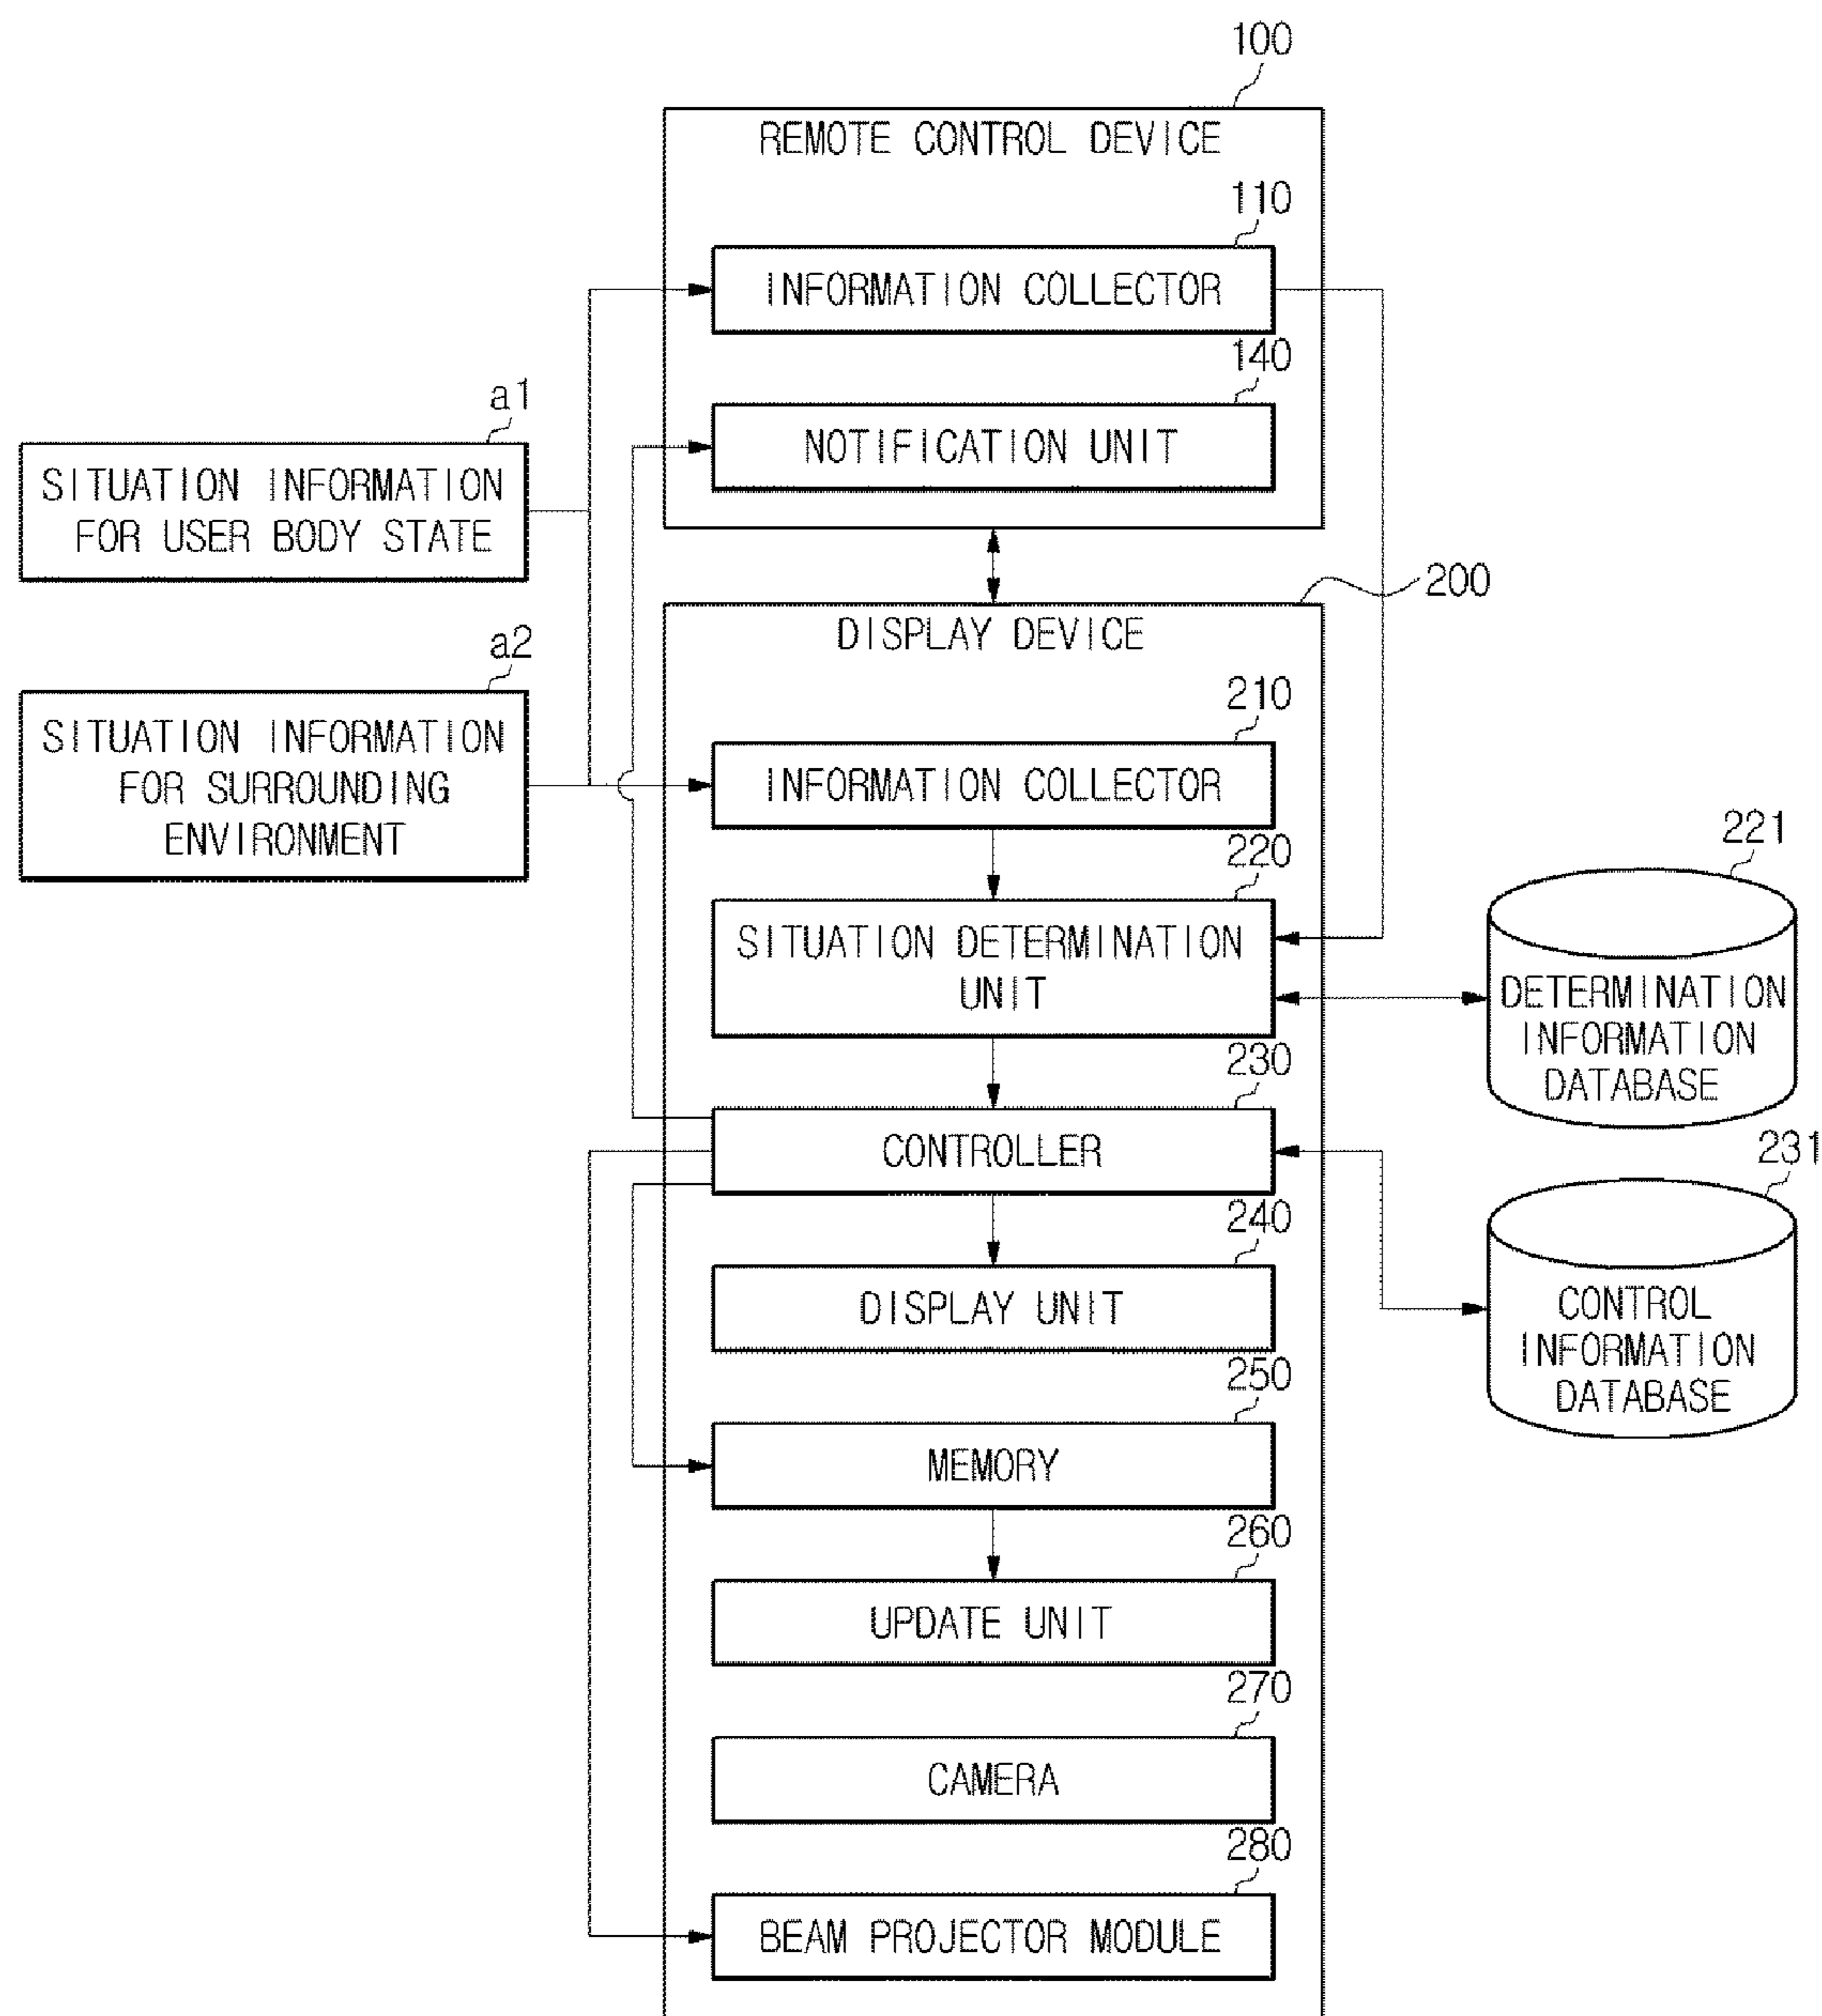 100
REMOTE CONTROL DEVICE
110
INFORMATION COLLECTOR
140
NOTIFICATION UNIT
a1
SITUATION INFORMATION
FOR USER BODY STATE
200
DISPLAY DEVICE
a2
SITUATION INFORMATION
FOR SURROUNDING
ENVIRONMENT
210
INFORMATION COLLECTOR
220
SITUATION DETERMINATION
UNIT
221
DETERMINATION
INFORMATION
DATABASE
230
CONTROLLER
231
CONTROL
INFORMATION
DATABASE
240
DISPLAY UNIT
250
MEMORY
260
UPDATE UNIT
270
CAMERA
280
BEAM PROJECTOR MODULE